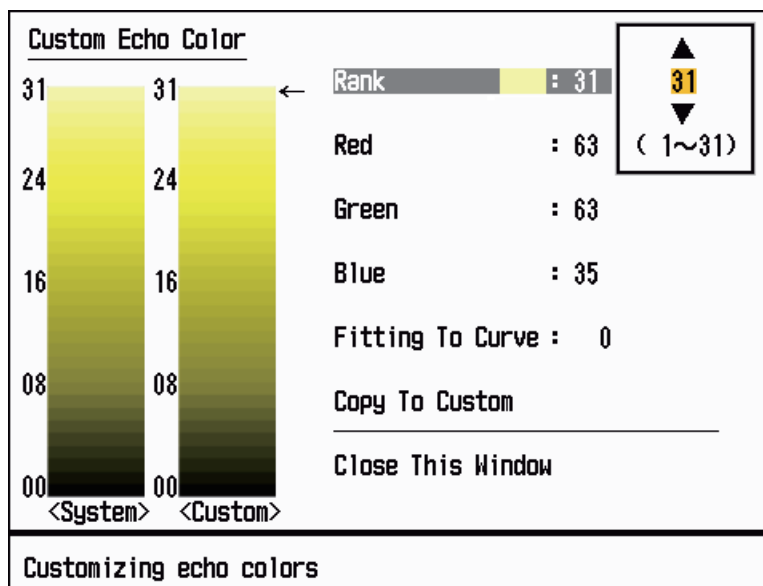 Custom Echo Color
31 31 ←
24 24
16 16
08 08
00 00
<System> <Custom>
Rank : 31
Red : 63
Green : 63
Blue : 35
Fitting To Curve : 0
Copy To Custom
Close This Window
▲
31
▼
( 1~31)
Customizing echo colors